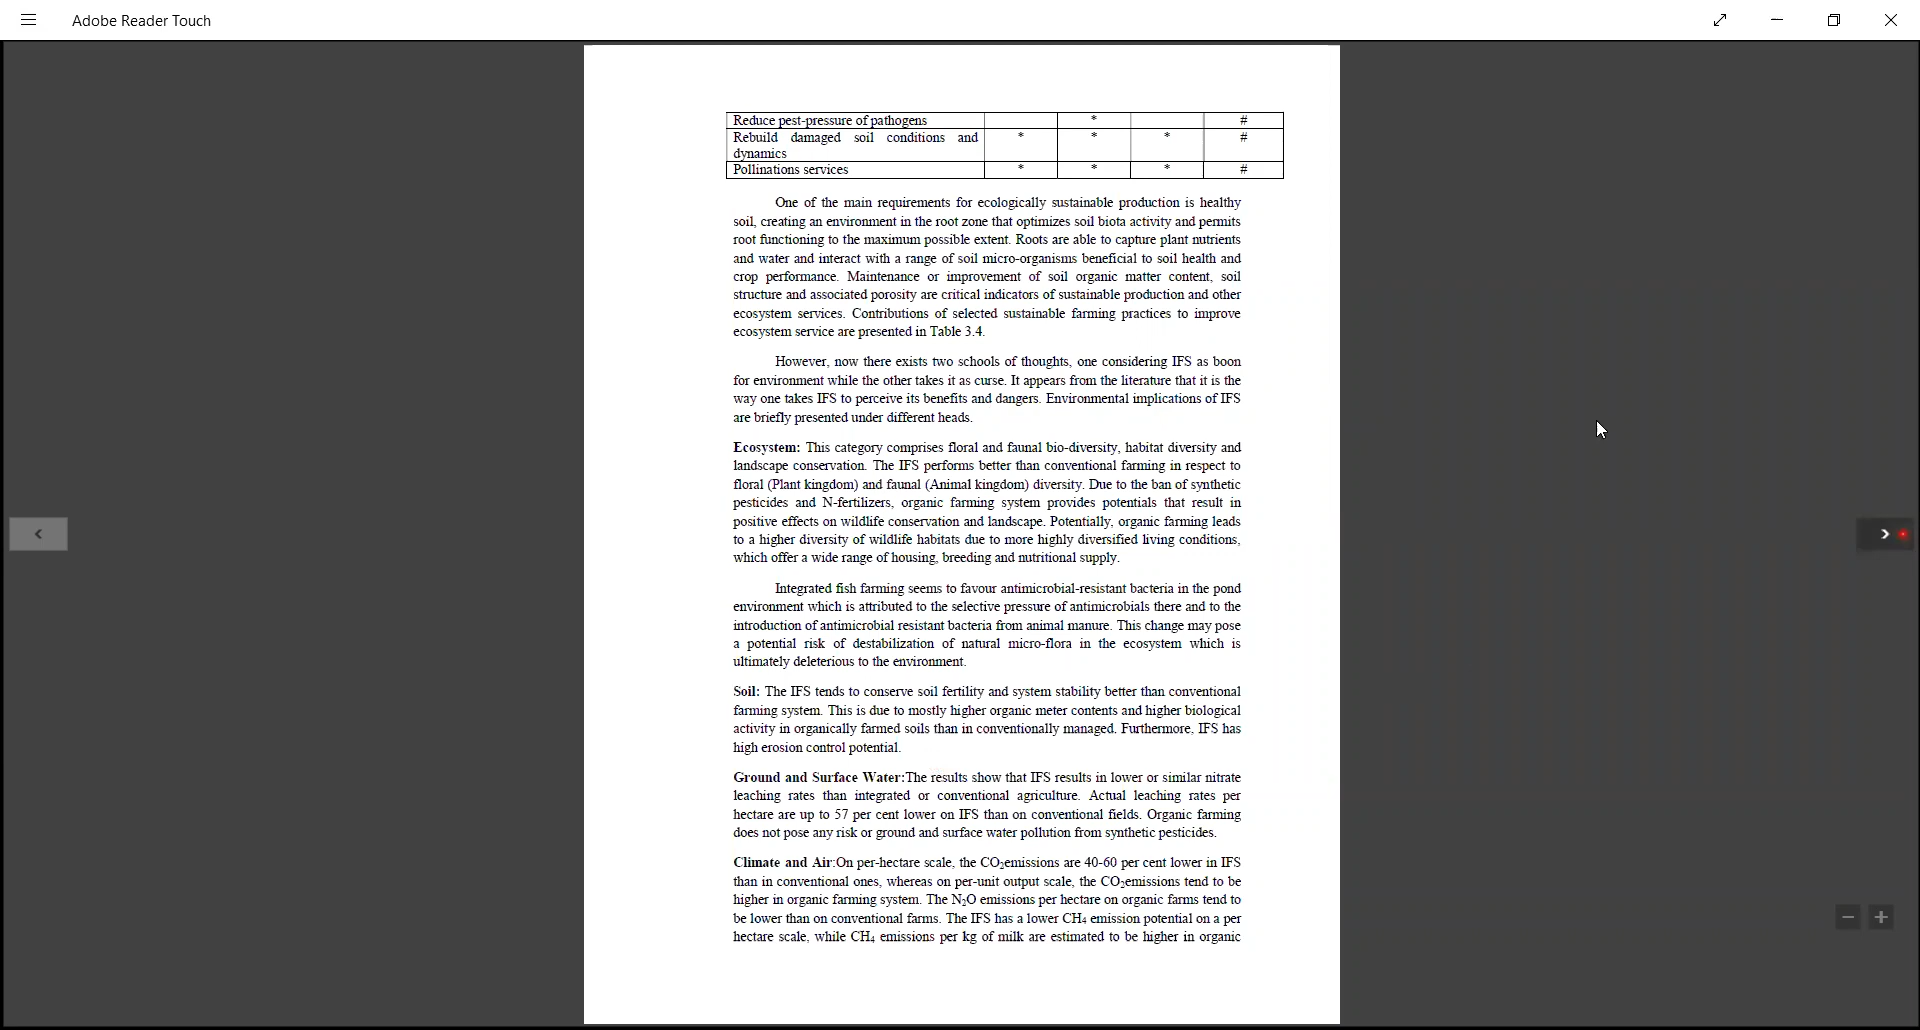 Adobe Reader Touch
Reduce pest-pressure of pathogens * #
Rebuild damaged soil conditions and * * * #
dynamics
Pollinations services * * * #
One of the main requirements for ecologically sustainable production is healthy
soil, creating an environment in the root zone that optimizes soil biota activity and permits
root functioning to the maximum possible extent. Roots are able to capture plant nutrients
and water and interact with a range of soil micro-organisms beneficial to soil health and
crop performance. Maintenance or improvement of soil organic matter content, soil
structure and associated porosity are critical indicators of sustainable production and other
ecosystem services. Contributions of selected sustainable farming practices to improve
ecosystem service are presented in Table 3.4.
However, now there exists two schools of thoughts, one considering IFS as boon
for environment while the other takes it as curse. It appears from the literature that it is the
way one takes IFS to perceive its benefits and dangers. Environmental implications of IFS
are briefly presented under different heads.
Ecosystem: This category comprises floral and faunal bio-diversity, habitat diversity and
landscape conservation. The IFS performs better than conventional farming in respect to
floral (Plant kingdom) and faunal (Animal kingdom) diversity. Due to the ban of synthetic
pesticides and N-fertilizers, organic farming system provides potentials that result in
positive effects on wildlife conservation and landscape. Potentially, organic farming leads
to a higher diversity of wildlife habitats due to more highly diversified living conditions,
which offer a wide range of housing, breeding and nutritional supply.
Integrated fish farming seems to favour antimicrobial-resistant bacteria in the pond
environment which is attributed to the selective pressure of antimicrobials there and to the
introduction of antimicrobial resistant bacteria from animal manure. This change may pose
a potential risk of destabilization of natural micro-flora in the ecosystem which is
ultimately deleterious to the environment.
Soil: The IFS tends to conserve soil fertility and system stability better than conventional
farming system. This is due to mostly higher organic meter contents and higher biological
activity in organically farmed soils than in conventionally managed. Furthermore, IFS has
high erosion control potential.
Ground and Surface Water:The results show that IFS results in lower or similar nitrate
leaching rates than integrated or conventional agriculture. Actual leaching rates per
hectare are up to 57 per cent lower on IFS than on conventional fields. Organic farming
does not pose any risk or ground and surface water pollution from synthetic pesticides.
Climate and Air:On per-hectare scale, the CO₂emissions are 40-60 per cent lower in IFS
than in conventional ones, whereas on per-unit output scale, the CO₂emissions tend to be
higher in organic farming system. The N₂O emissions per hectare on organic farms tend to
be lower than on conventional farms. The IFS has a lower CH₄ emission potential on a per
hectare scale, while CH₄ emissions per kg of milk are estimated to be higher in organic